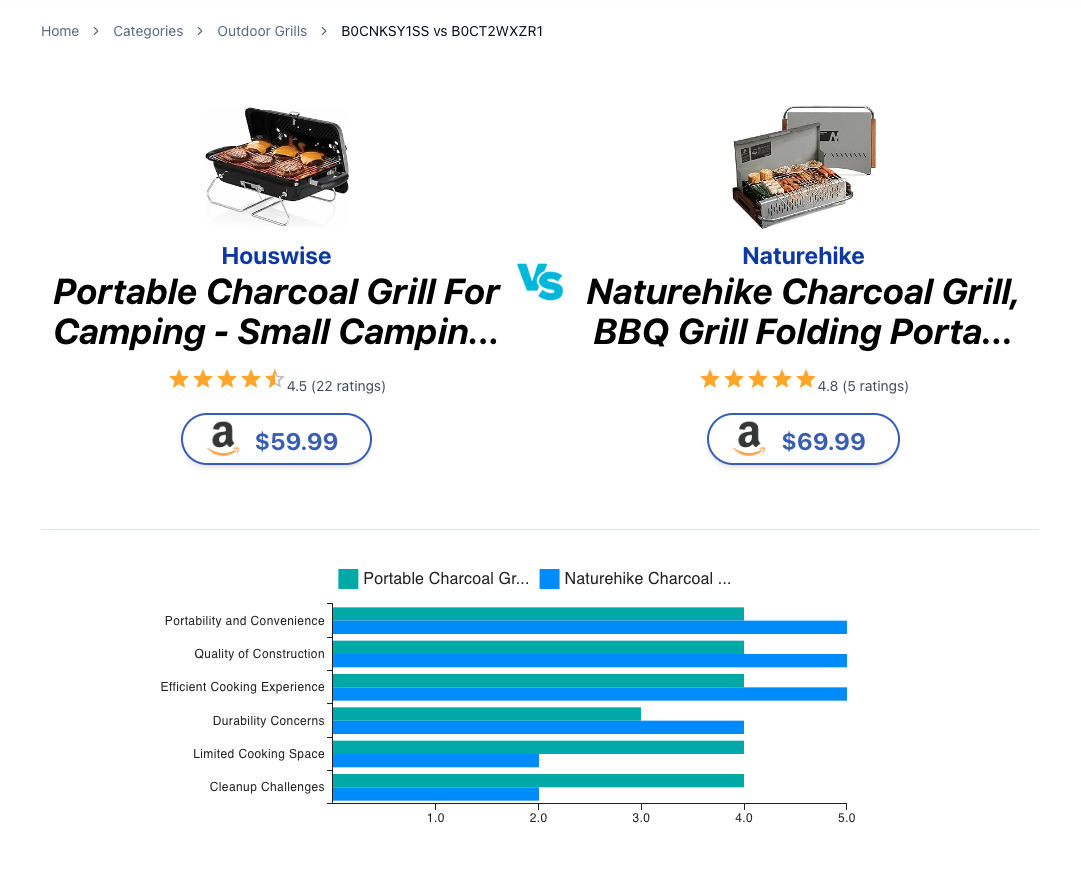 Home > Categories > Outdoor Grills > B0CNKSY1SS vs B0CT2WXZR1
Houswise
Portable Charcoal Grill For
Camping - Small Campin...
4.5 (22 ratings)
a $59.99
VS
Naturehike
Naturehike Charcoal Grill,
BBQ Grill Folding Porta...
4.8 (5 ratings)
a $69.99
Portable Charcoal Gr... Naturehike Charcoal ...
Portability and Convenience
Quality of Construction
Efficient Cooking Experience
Durability Concerns
Limited Cooking Space
Cleanup Challenges
1.0 2.0 3.0 4.0 5.0